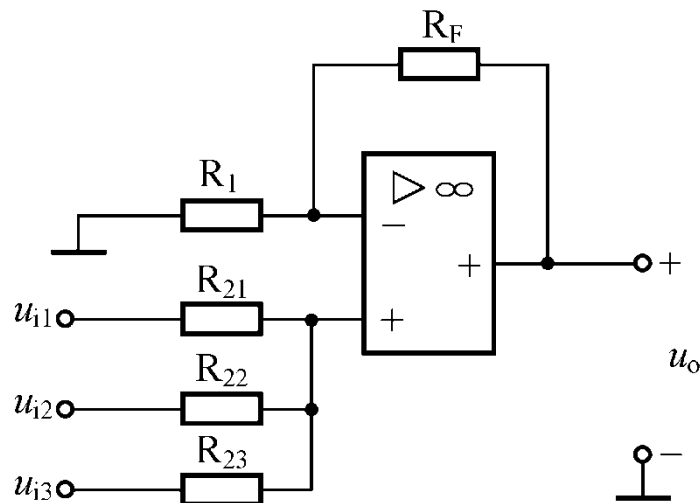 R_F
R_1
▷ ∞
−
+
+
R_21
u_i1
+
R_22
u_o
u_i2
R_23
−
u_i3